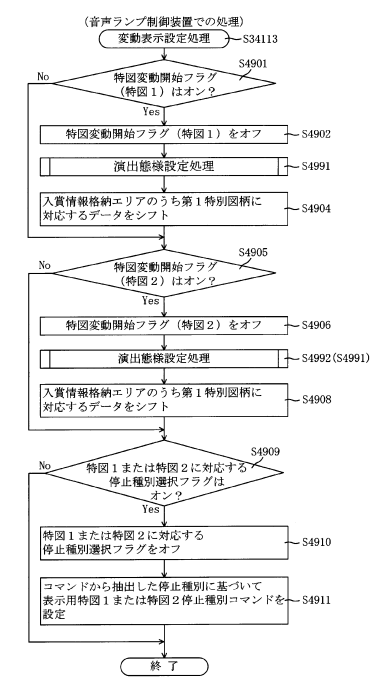 (音声ランプ制御装置での処理)
変動表示設定処理
S34113
S4901
No
特図変動開始フラグ
(特図1)はオン?
Yes
特図変動開始フラグ(特図1)をオフ
S4902
演出態様設定処理
S4991
入賞情報格納エリアのうち第1特別図柄に
対応するデータをシフト
S4904
S4905
No
特図変動開始フラグ
(特図2)はオン?
Yes
特図変動開始フラグ(特図2)をオフ
S4906
演出態様設定処理
S4992(S4991)
入賞情報格納エリアのうち第1特別図柄に
対応するデータをシフト
S4908
S4909
No
特図1または特図2に対応する
停止種別選択フラグは
オン?
Yes
特図1または特図2に対応する
停止種別選択フラグをオフ
S4910
コマンドから抽出した停止種別に基づいて
表示用特図1または特図2停止種別コマンドを
設定
S4911
終了